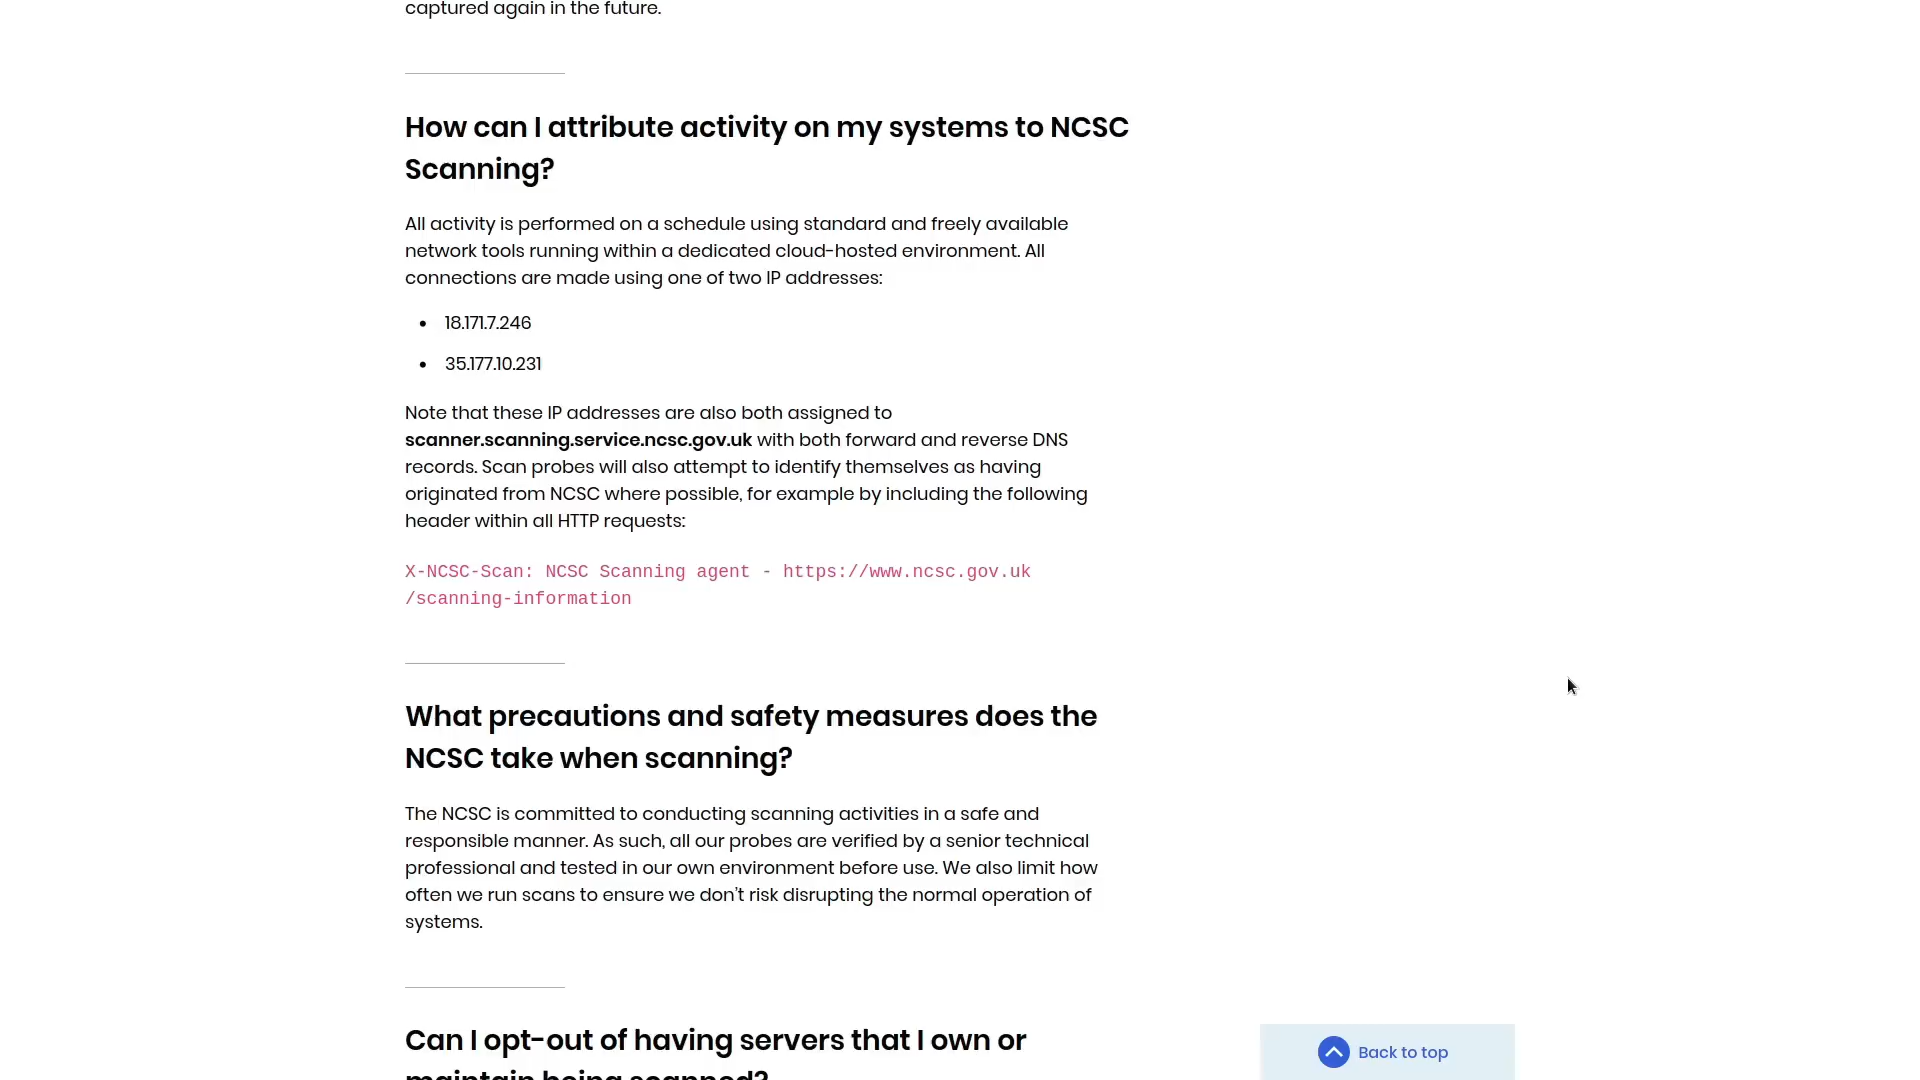 captured again in the future.
How can I attribute activity on my systems to NCSC
Scanning?
All activity is performed on a schedule using standard and freely available
network tools running within a dedicated cloud-hosted environment. All
connections are made using one of two IP addresses:
• 18.171.7.246
• 35.177.10.231
Note that these IP addresses are also both assigned to
scanner.scanning.service.ncsc.gov.uk with both forward and reverse DNS
records. Scan probes will also attempt to identify themselves as having
originated from NCSC where possible, for example by including the following
header within all HTTP requests:
X-NCSC-Scan: NCSC Scanning agent - https://www.ncsc.gov.uk
/scanning-information
What precautions and safety measures does the
NCSC take when scanning?
The NCSC is committed to conducting scanning activities in a safe and
responsible manner. As such, all our probes are verified by a senior technical
professional and tested in our own environment before use. We also limit how
often we run scans to ensure we don’t risk disrupting the normal operation of
systems.
Can I opt-out of having servers that I own or
maintain being scanned?
Back to top